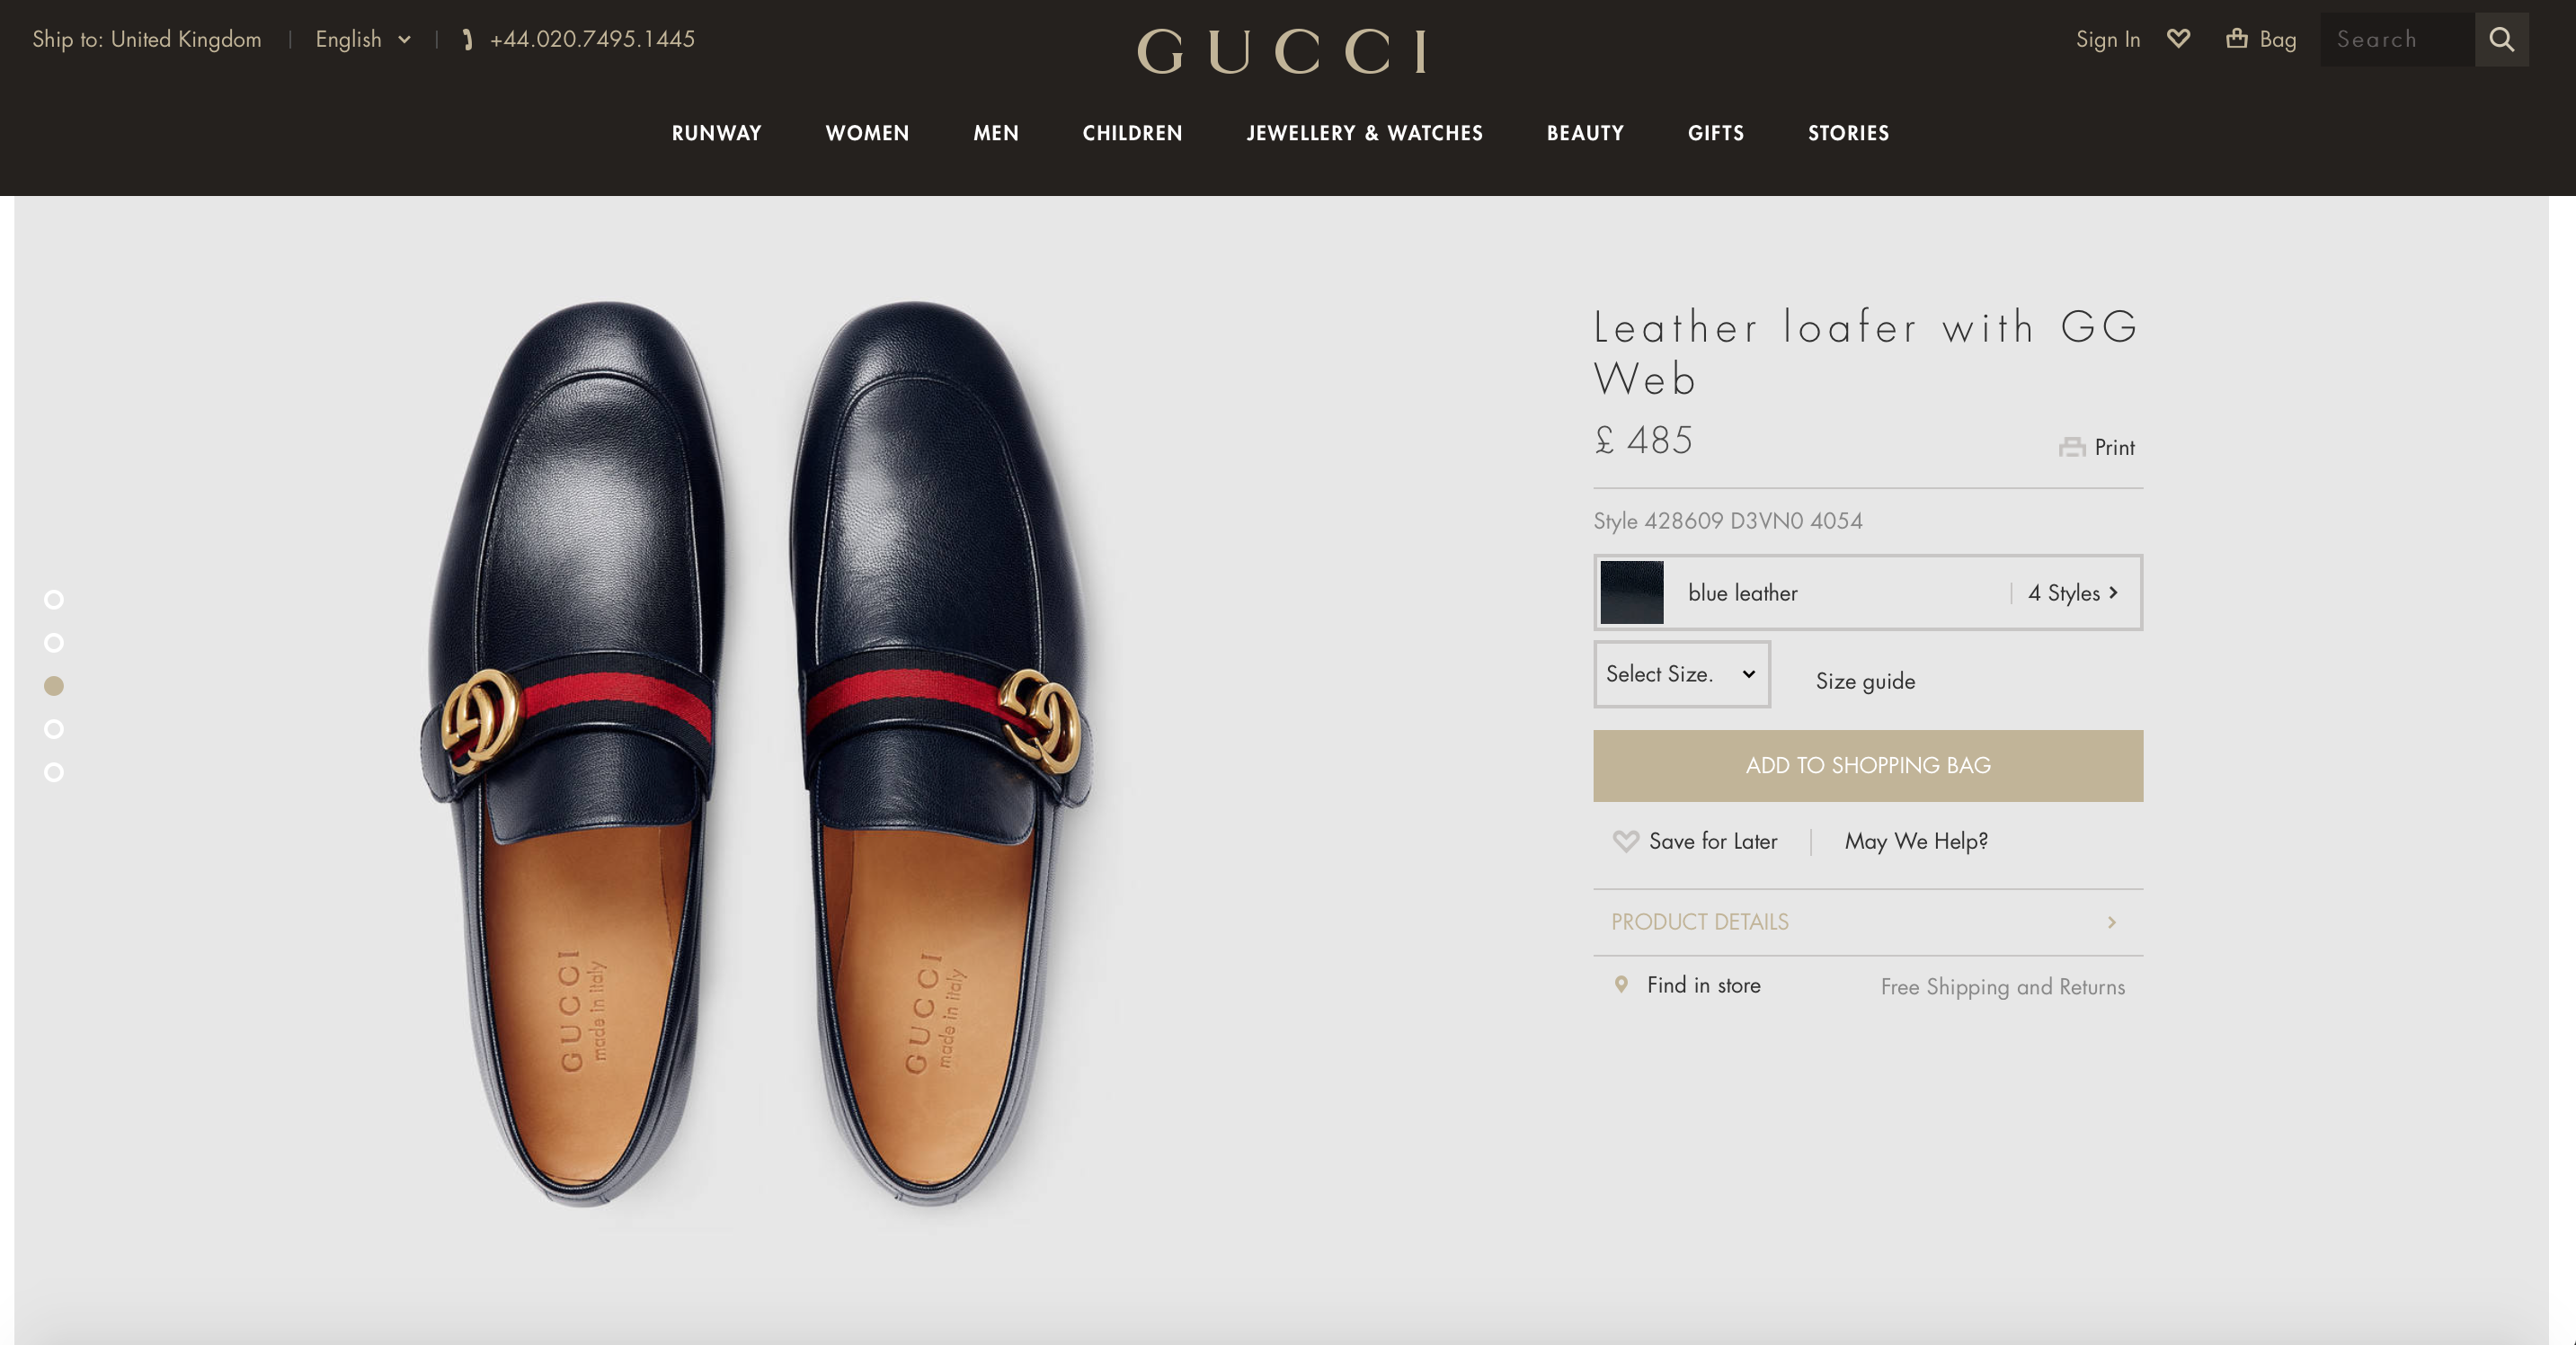 Ship to: United Kingdom
English
+44.020.7495.1445
GUCCI
Sign In
Bag
Search
RUNWAY
WOMEN
MEN
CHILDREN
JEWELLERY & WATCHES
BEAUTY
GIFTS
STORIES
Leather loafer with GG
Web
£ 485
Print
Style 428609 D3VN0 4054
blue leather
4 Styles
Select Size.
Size guide
ADD TO SHOPPING BAG
Save for Later
May We Help?
PRODUCT DETAILS
Find in store
Free Shipping and Returns
GUCCI
made in italy
GUCCI
made in italy